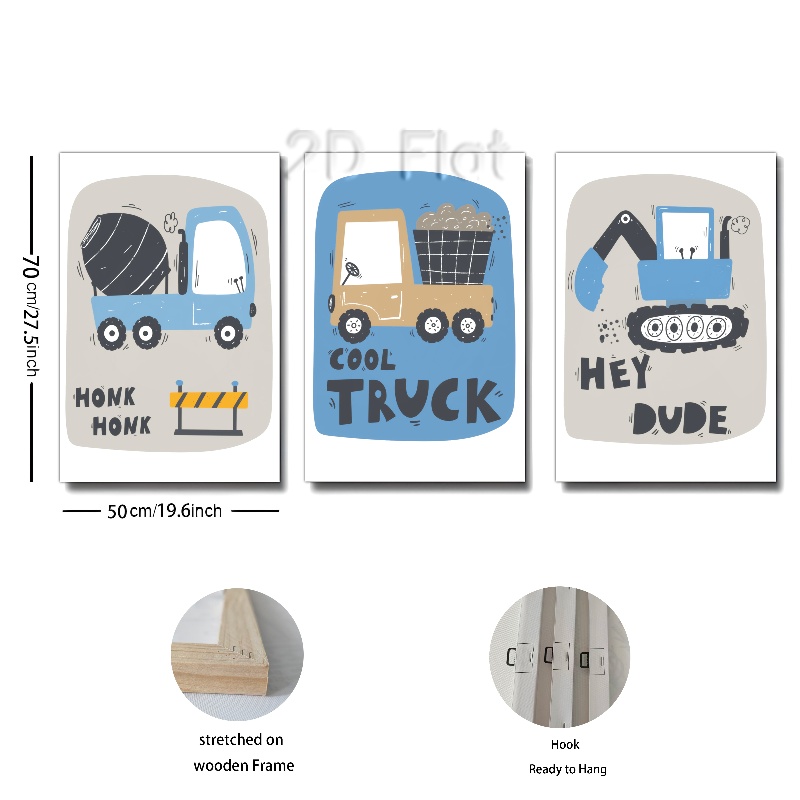 2D Flat
70cm/27.5inch
HONK
HONK
COOL
TRUCK
HEY
DUDE
50cm/19.6inch
stretched on
wooden Frame
Hook
Ready to Hang